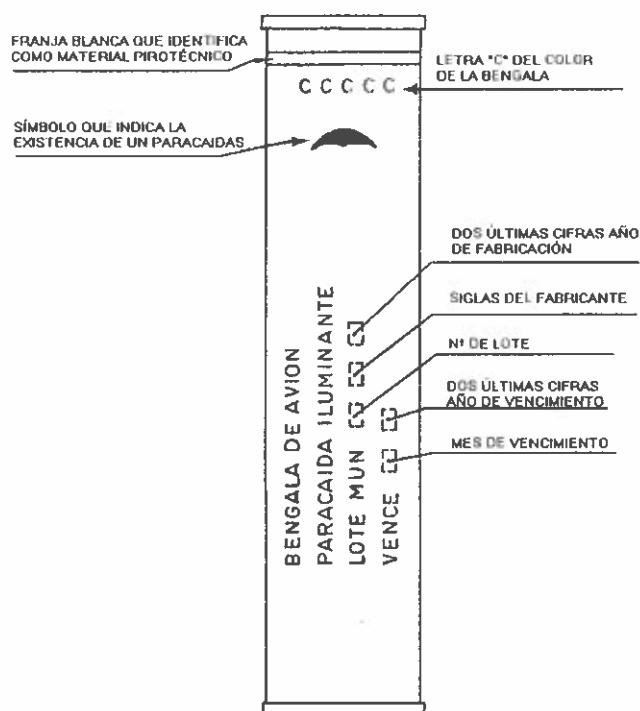 FRANJA BLANCA QUE IDENTIFICA
COMO MATERIAL PIROTÉCNICO
LETRA "C" DEL COLOR
DE LA BENGALA
C C C C C
SÍMBOLO QUE INDICA LA
EXISTENCIA DE UN PARACAIDAS
DOS ÚLTIMAS CIFRAS AÑO
DE FABRICACIÓN
SIGLAS DEL FABRICANTE
Nº DE LOTE
DOS ÚLTIMAS CIFRAS
AÑO DE VENCIMIENTO
MES DE VENCIMIENTO
BENGALA DE AVION
PARACAIDA ILUMINANTE
LOTE MUN
VENCE